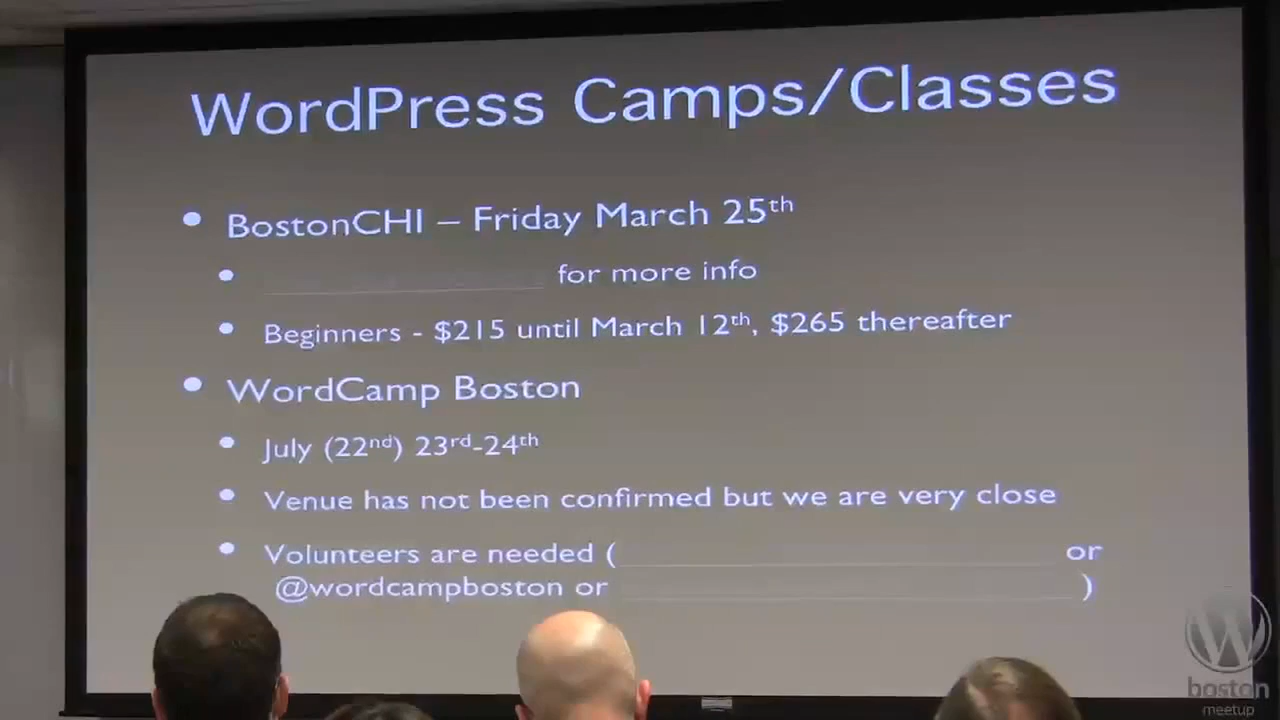 WordPress Camps/Classes
BostonCHI – Friday March 25th
for more info
Beginners - $215 until March 12th, $265 thereafter
WordCamp Boston
July (22nd) 23rd-24th
Venue has not been confirmed but we are very close
Volunteers are needed ( or
@wordcampboston or )
boston
meetup